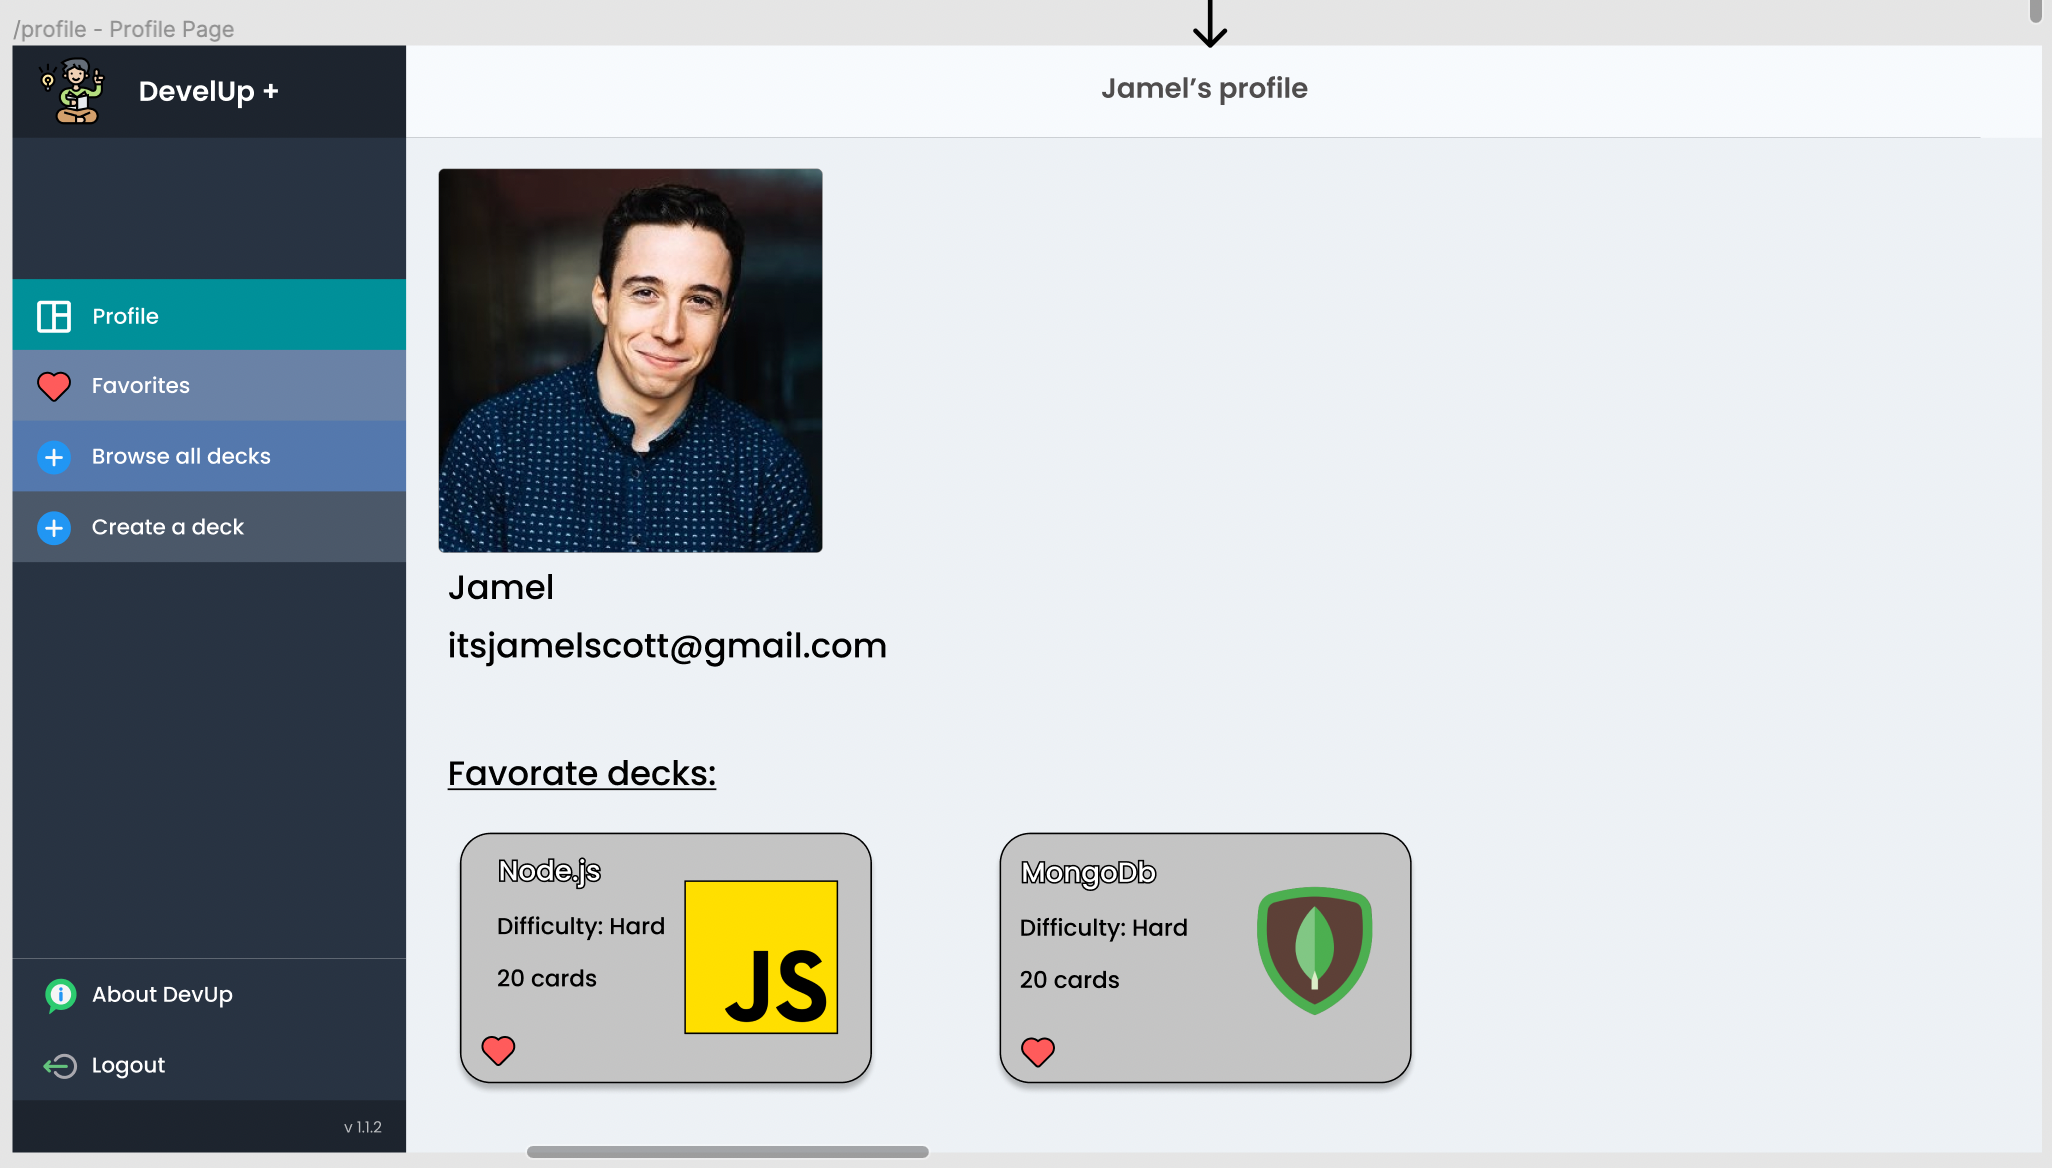 /profile - Profile Page
DevelUp +
Jamel's profile
Profile
Favorites
Browse all decks
Create a deck
Jamel
itsjamelscott@gmail.com
Favorate decks:
Node.js
Difficulty: Hard
20 cards
JS
MongoDb
Difficulty: Hard
20 cards
About DevUp
Logout
v 1.1.2